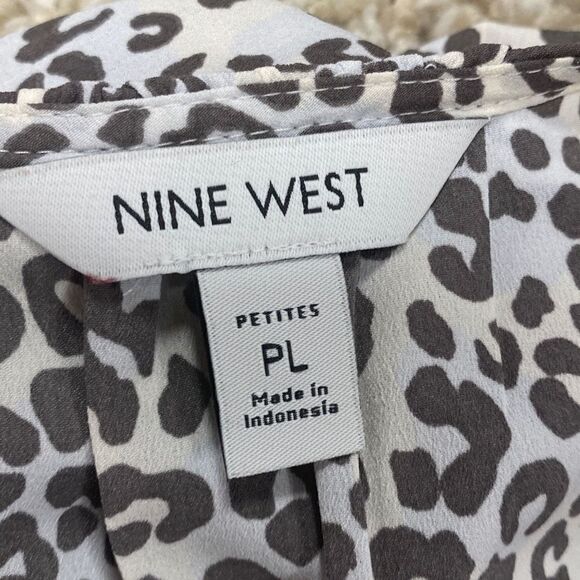 NINE WEST
PETITES
PL
Made in
Indonesia